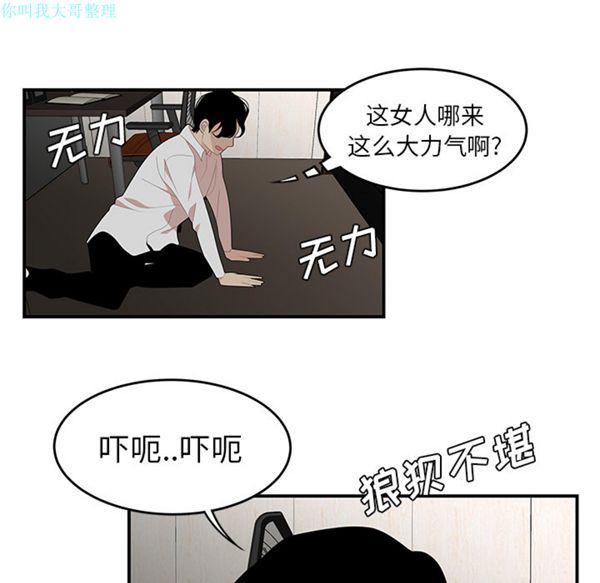 你叫我大哥整理
无力
这女人哪来
这么大力气啊?
无力
吓呃..吓呃
狼狈不堪